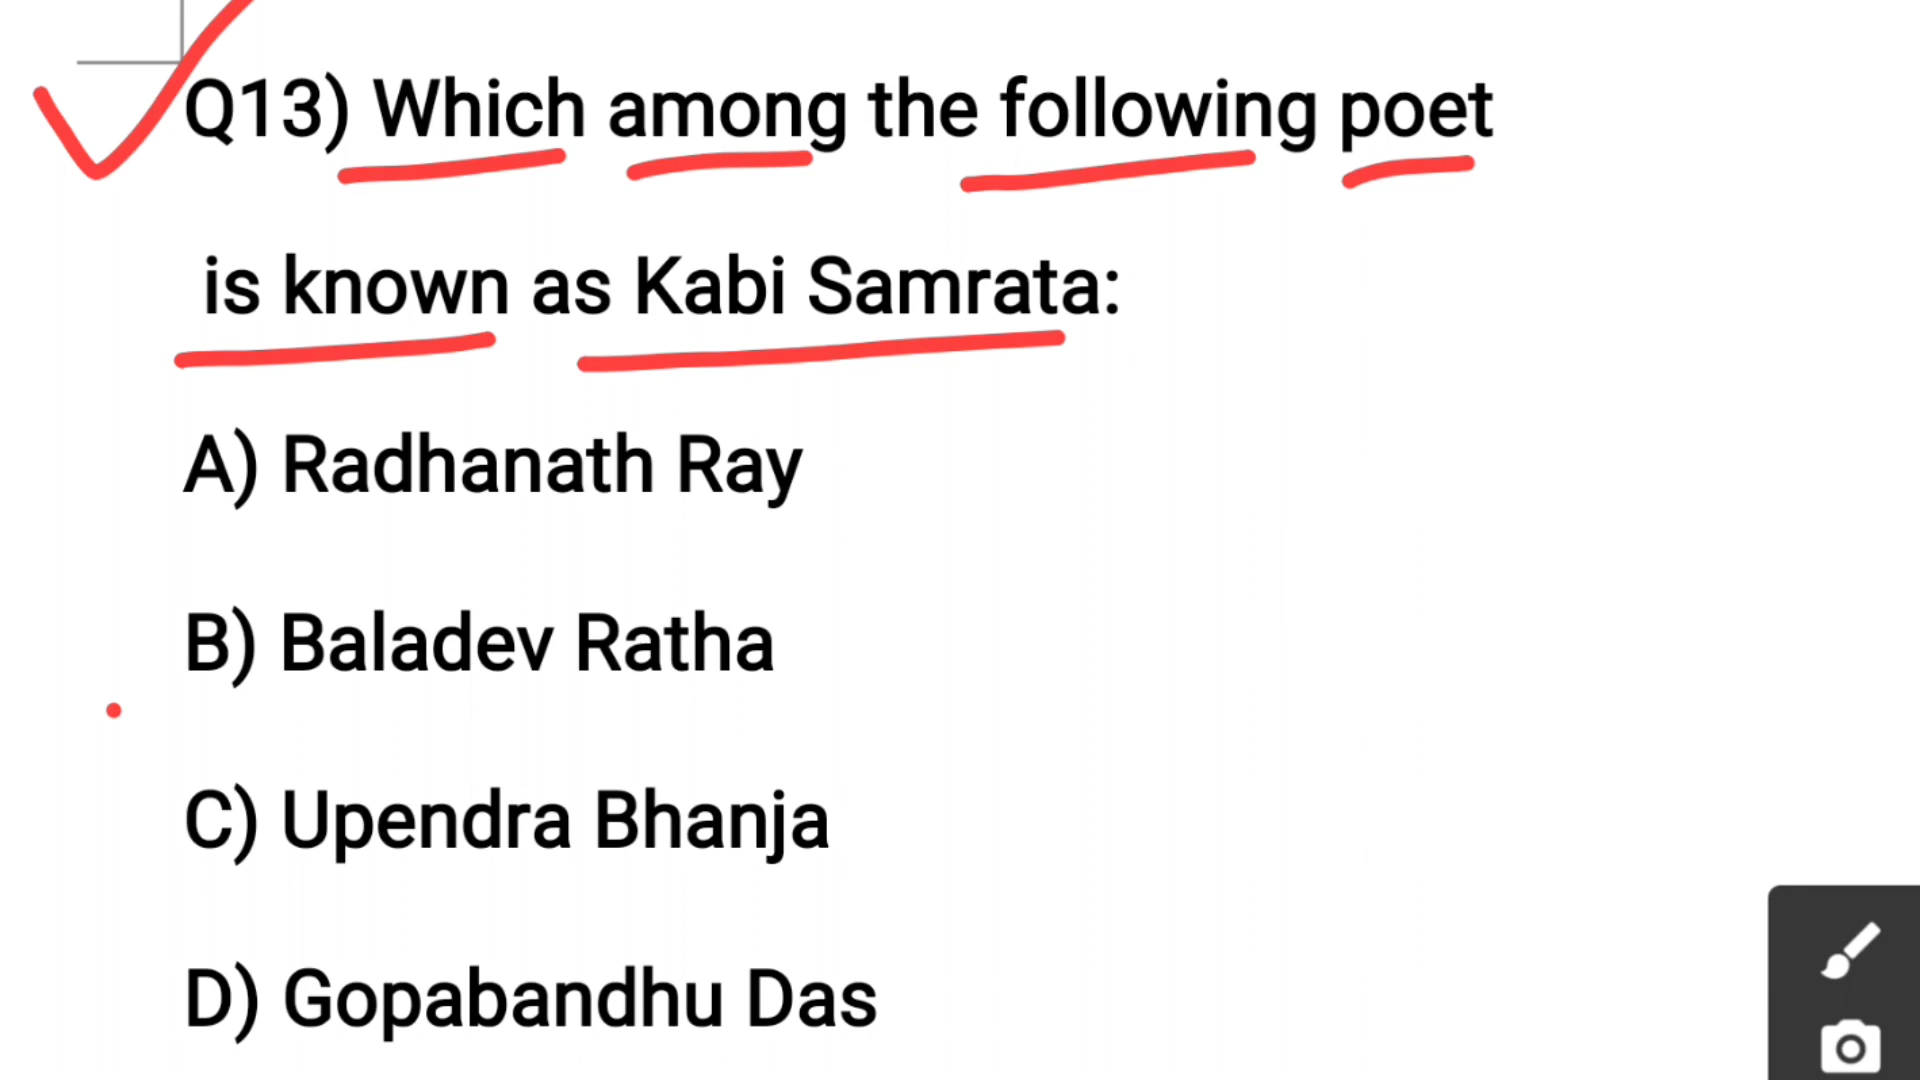 Q13) Which among the following poet
is known as Kabi Samrata:
A) Radhanath Ray
B) Baladev Ratha
C) Upendra Bhanja
D) Gopabandhu Das